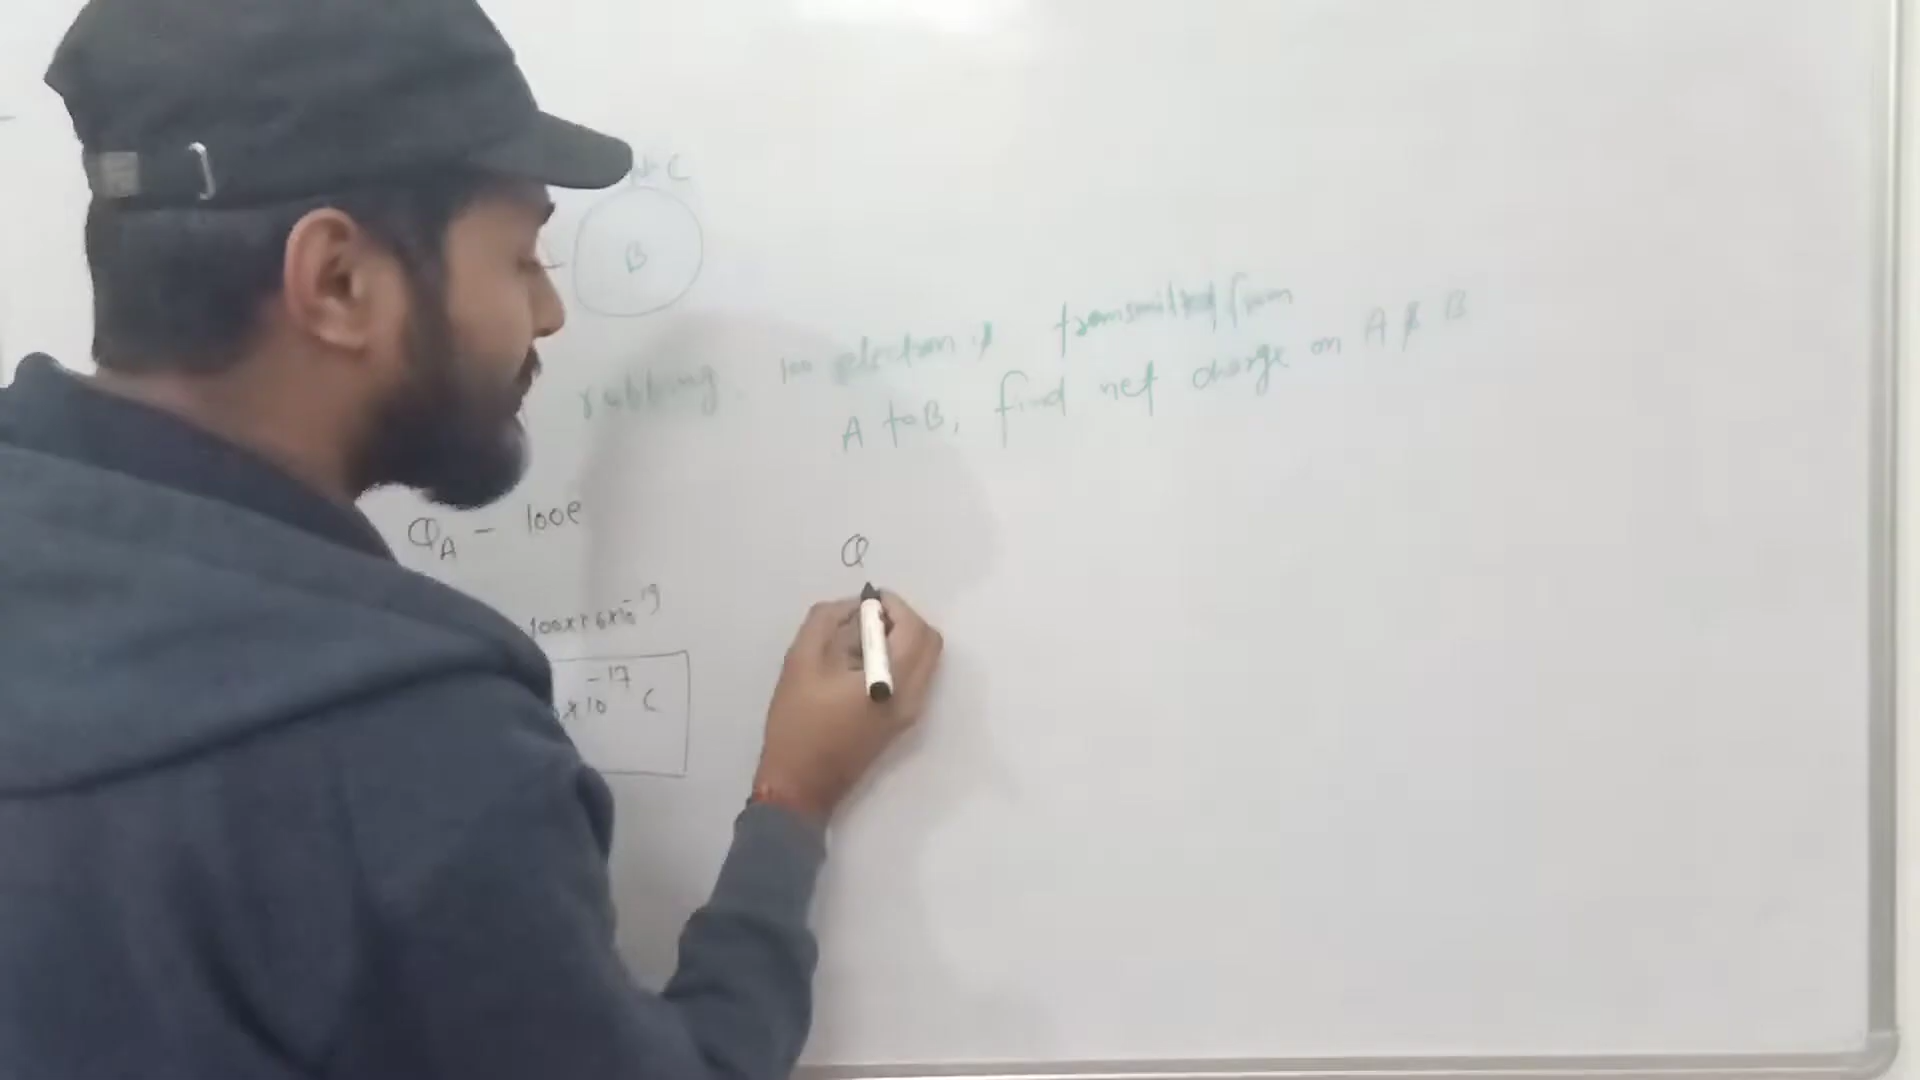 C
B
rubbing, 100 electron is transmitted from
A to B, find net charge on A & B
Q_A - 100e
Q
100×1.6×10^-19
×10^-17 C